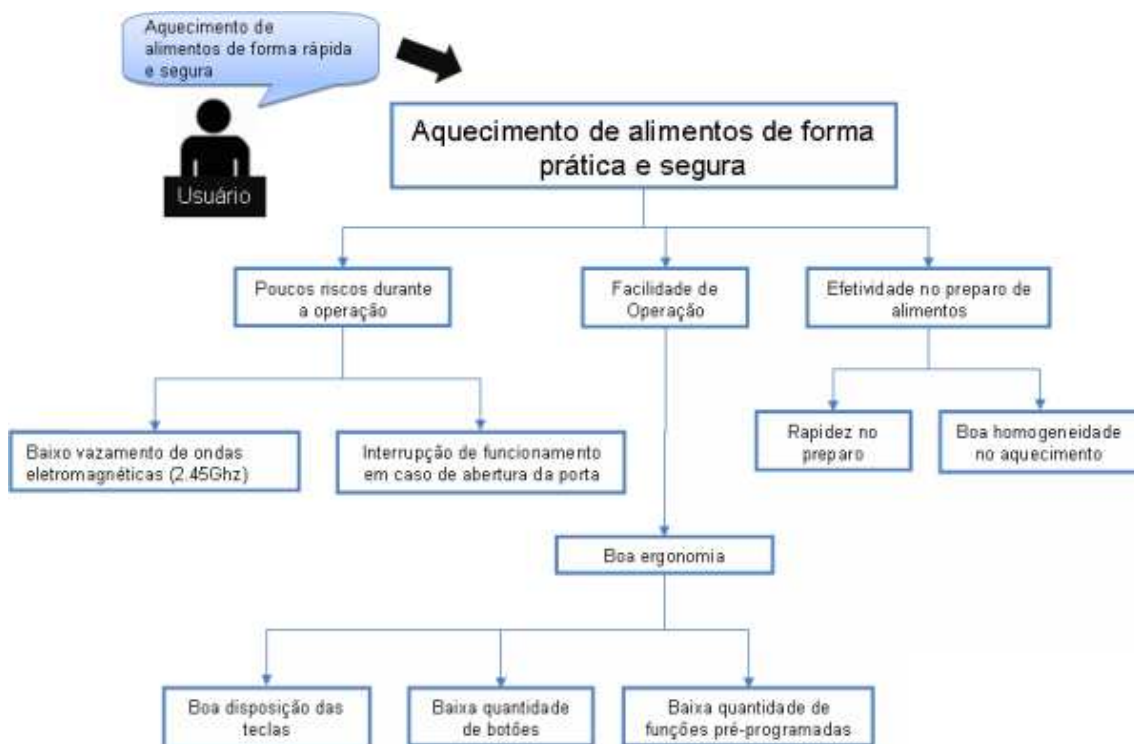 Aquecimento de
alimentos de forma rápida
e segura
Usuário
Aquecimento de alimentos de forma
prática e segura
Poucos riscos durante
a operação
Facilidade de
Operação
Efetividade no preparo de
alimentos
Baixo vazamento de ondas
eletromagnéticas (2.45Ghz)
Interrupção de funcionamento
em caso de abertura da porta
Rapidez no
preparo
Boa homogeneidade
no aquecimento
Boa ergonomia
Boa disposição das
teclas
Baixa quantidade
de botões
Baixa quantidade de
funções pré-programadas